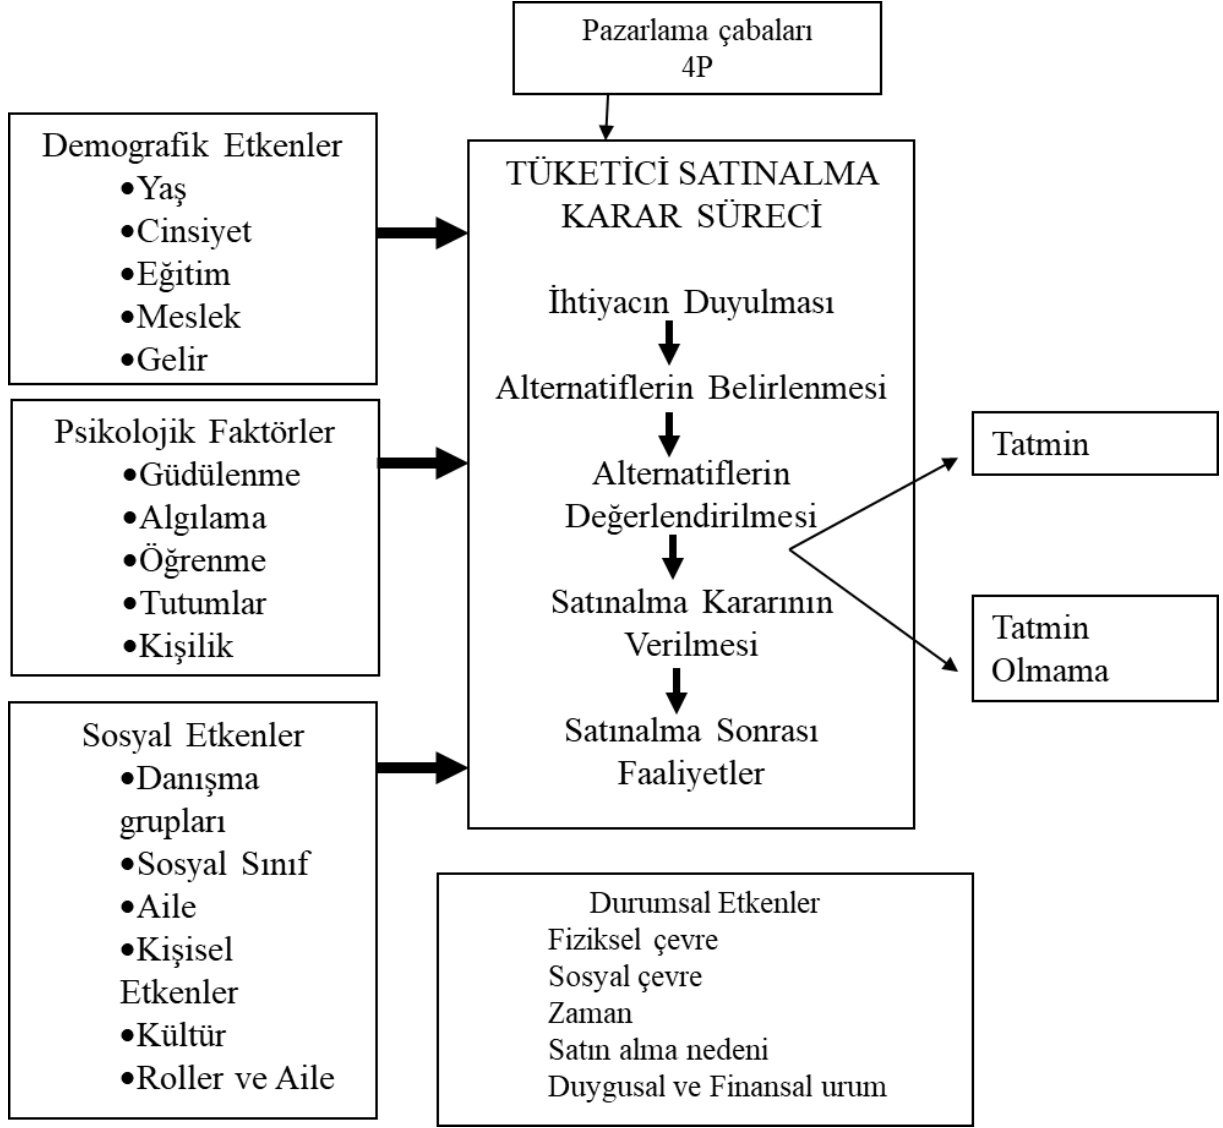 Pazarlama çabaları
4P
Demografik Etkenler
•Yaş
•Cinsiyet
•Eğitim
•Meslek
•Gelir
Psikolojik Faktörler
•Güdülenme
•Algılama
•Öğrenme
•Tutumlar
•Kişilik
Sosyal Etkenler
•Danışma
grupları
•Sosyal Sınıf
•Aile
•Kişisel
Etkenler
•Kültür
•Roller ve Aile
TÜKETİCİ SATINALMA
KARAR SÜRECİ
İhtiyacın Duyulması
Alternatiflerin Belirlenmesi
Alternatiflerin
Değerlendirilmesi
Satınalma Kararının
Verilmesi
Satınalma Sonrası
Faaliyetler
Tatmin
Tatmin
Olmama
Durumsal Etkenler
Fiziksel çevre
Sosyal çevre
Zaman
Satın alma nedeni
Duygusal ve Finansal urum